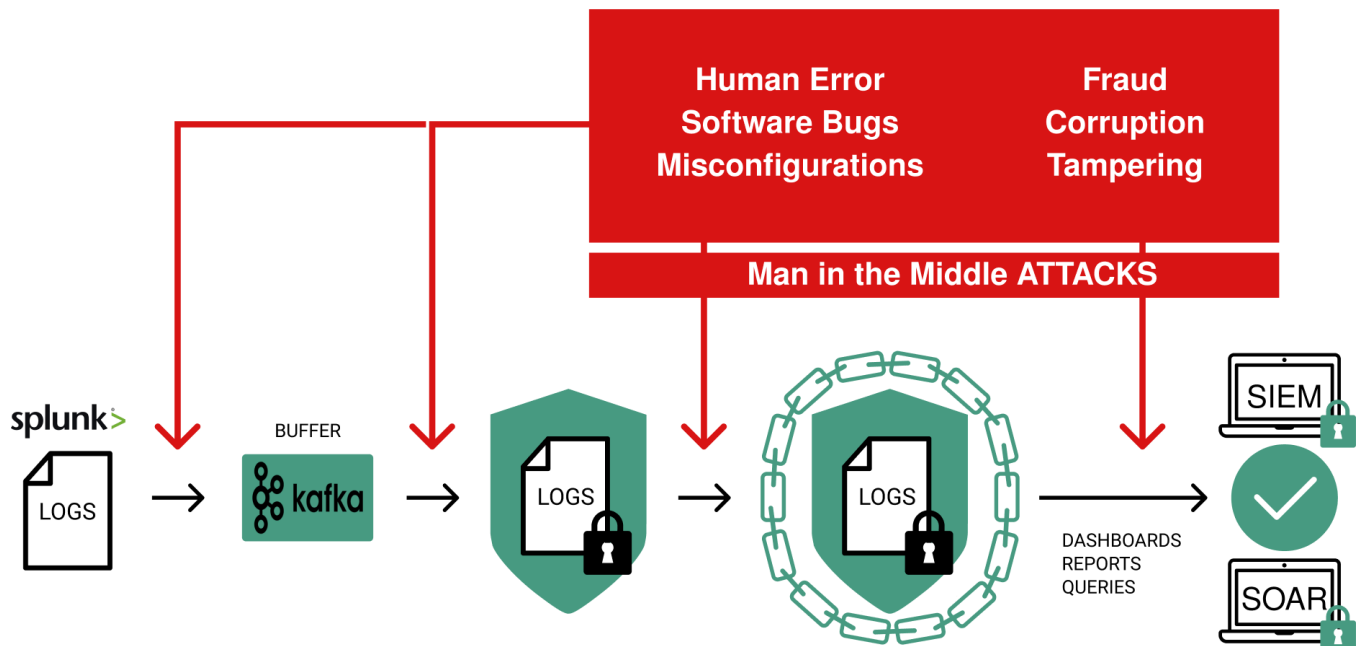 Human Error
Software Bugs
Misconfigurations
Fraud
Corruption
Tampering
Man in the Middle ATTACKS
splunk>
LOGS
BUFFER
kafka
LOGS
LOGS
DASHBOARDS
REPORTS
QUERIES
SIEM
SOAR